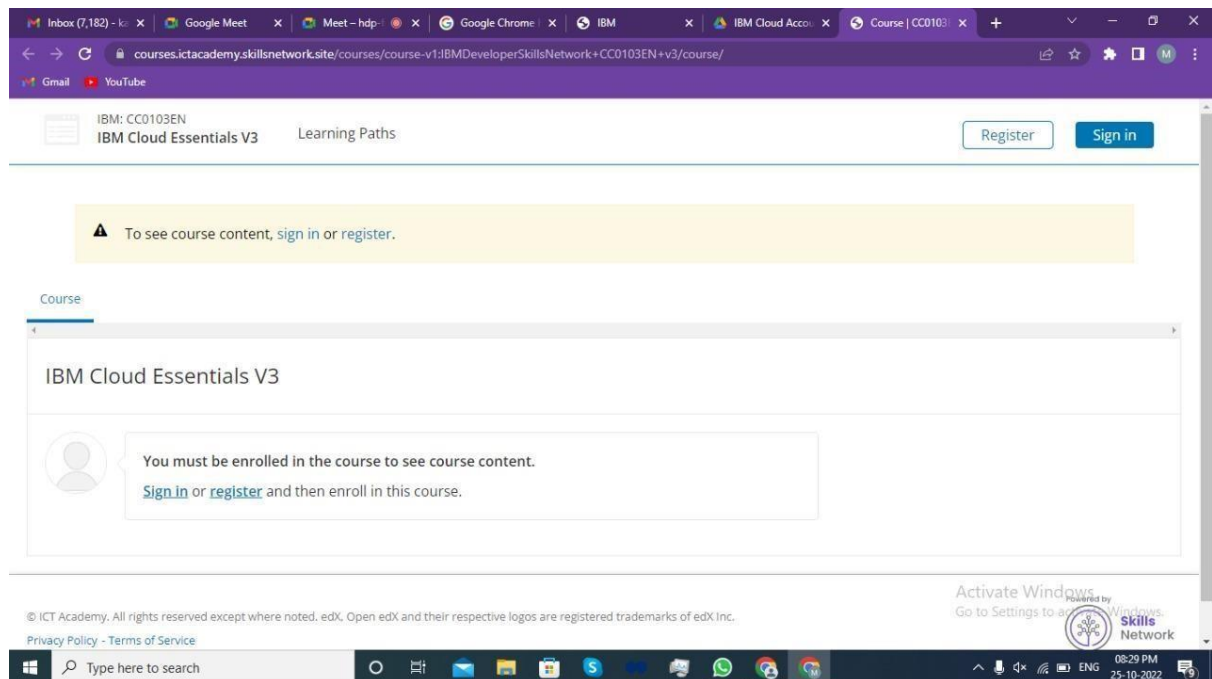 Inbox (7,182) - ka
Google Meet
Meet – hdp-
Google Chrome
IBM
IBM Cloud Accou
Course | CC0103
courses.ictacademy.skillsnetwork.site/courses/course-v1:IBMDeveloperSkillsNetwork+CC0103EN+v3/course/
M
Gmail
YouTube
IBM: CC0103EN
IBM Cloud Essentials V3
Learning Paths
Register
Sign in
To see course content, sign in or register.
Course
IBM Cloud Essentials V3
You must be enrolled in the course to see course content.
Sign in or register and then enroll in this course.
Activate Windows
Go to Settings to activate Windows.
Powered by
Skills
Network
© ICT Academy. All rights reserved except where noted. edX, Open edX and their respective logos are registered trademarks of edX Inc.
Privacy Policy - Terms of Service
Type here to search
ENG
08:29 PM
25-10-2022